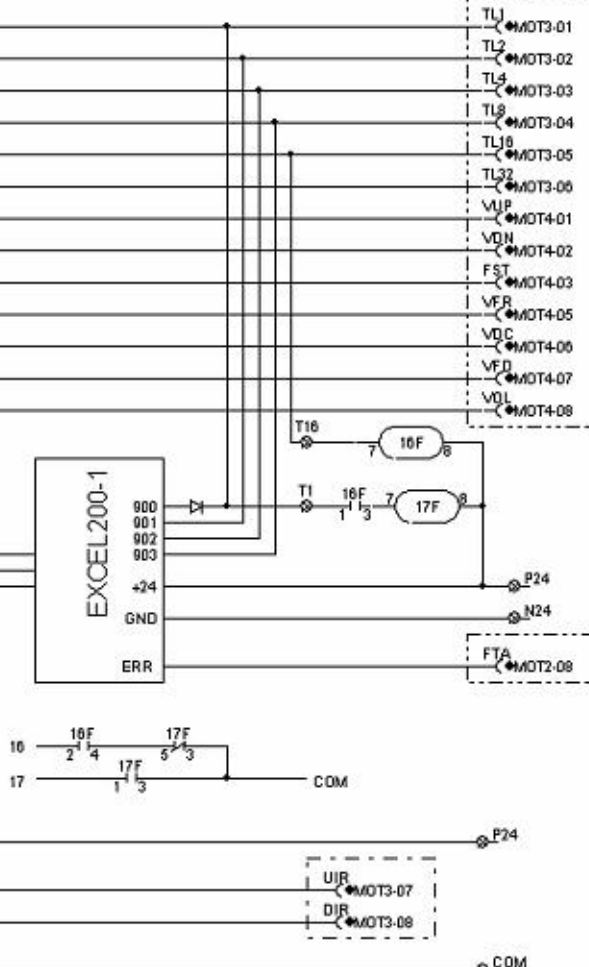 TL1
MOT3-01
TL2
MOT3-02
TL4
MOT3-03
TL8
MOT3-04
TL16
MOT3-05
TL32
MOT3-06
VUP
MOT4-01
VDN
MOT4-02
FST
MOT4-03
VFR
MOT4-05
VOC
MOT4-06
VFD
MOT4-07
VOL
MOT4-08
T16
7 16F 8
T1 16F
1 3
7 17F 8
EXCEL200-1
900
901
902
903
+24
GND
ERR
P24
N24
FTA
MOT2-08
16F 17F
16 2 4 5 3
17F
17 1 3 COM
P24
UIR
MOT3-07
DIR
MOT3-08
COM